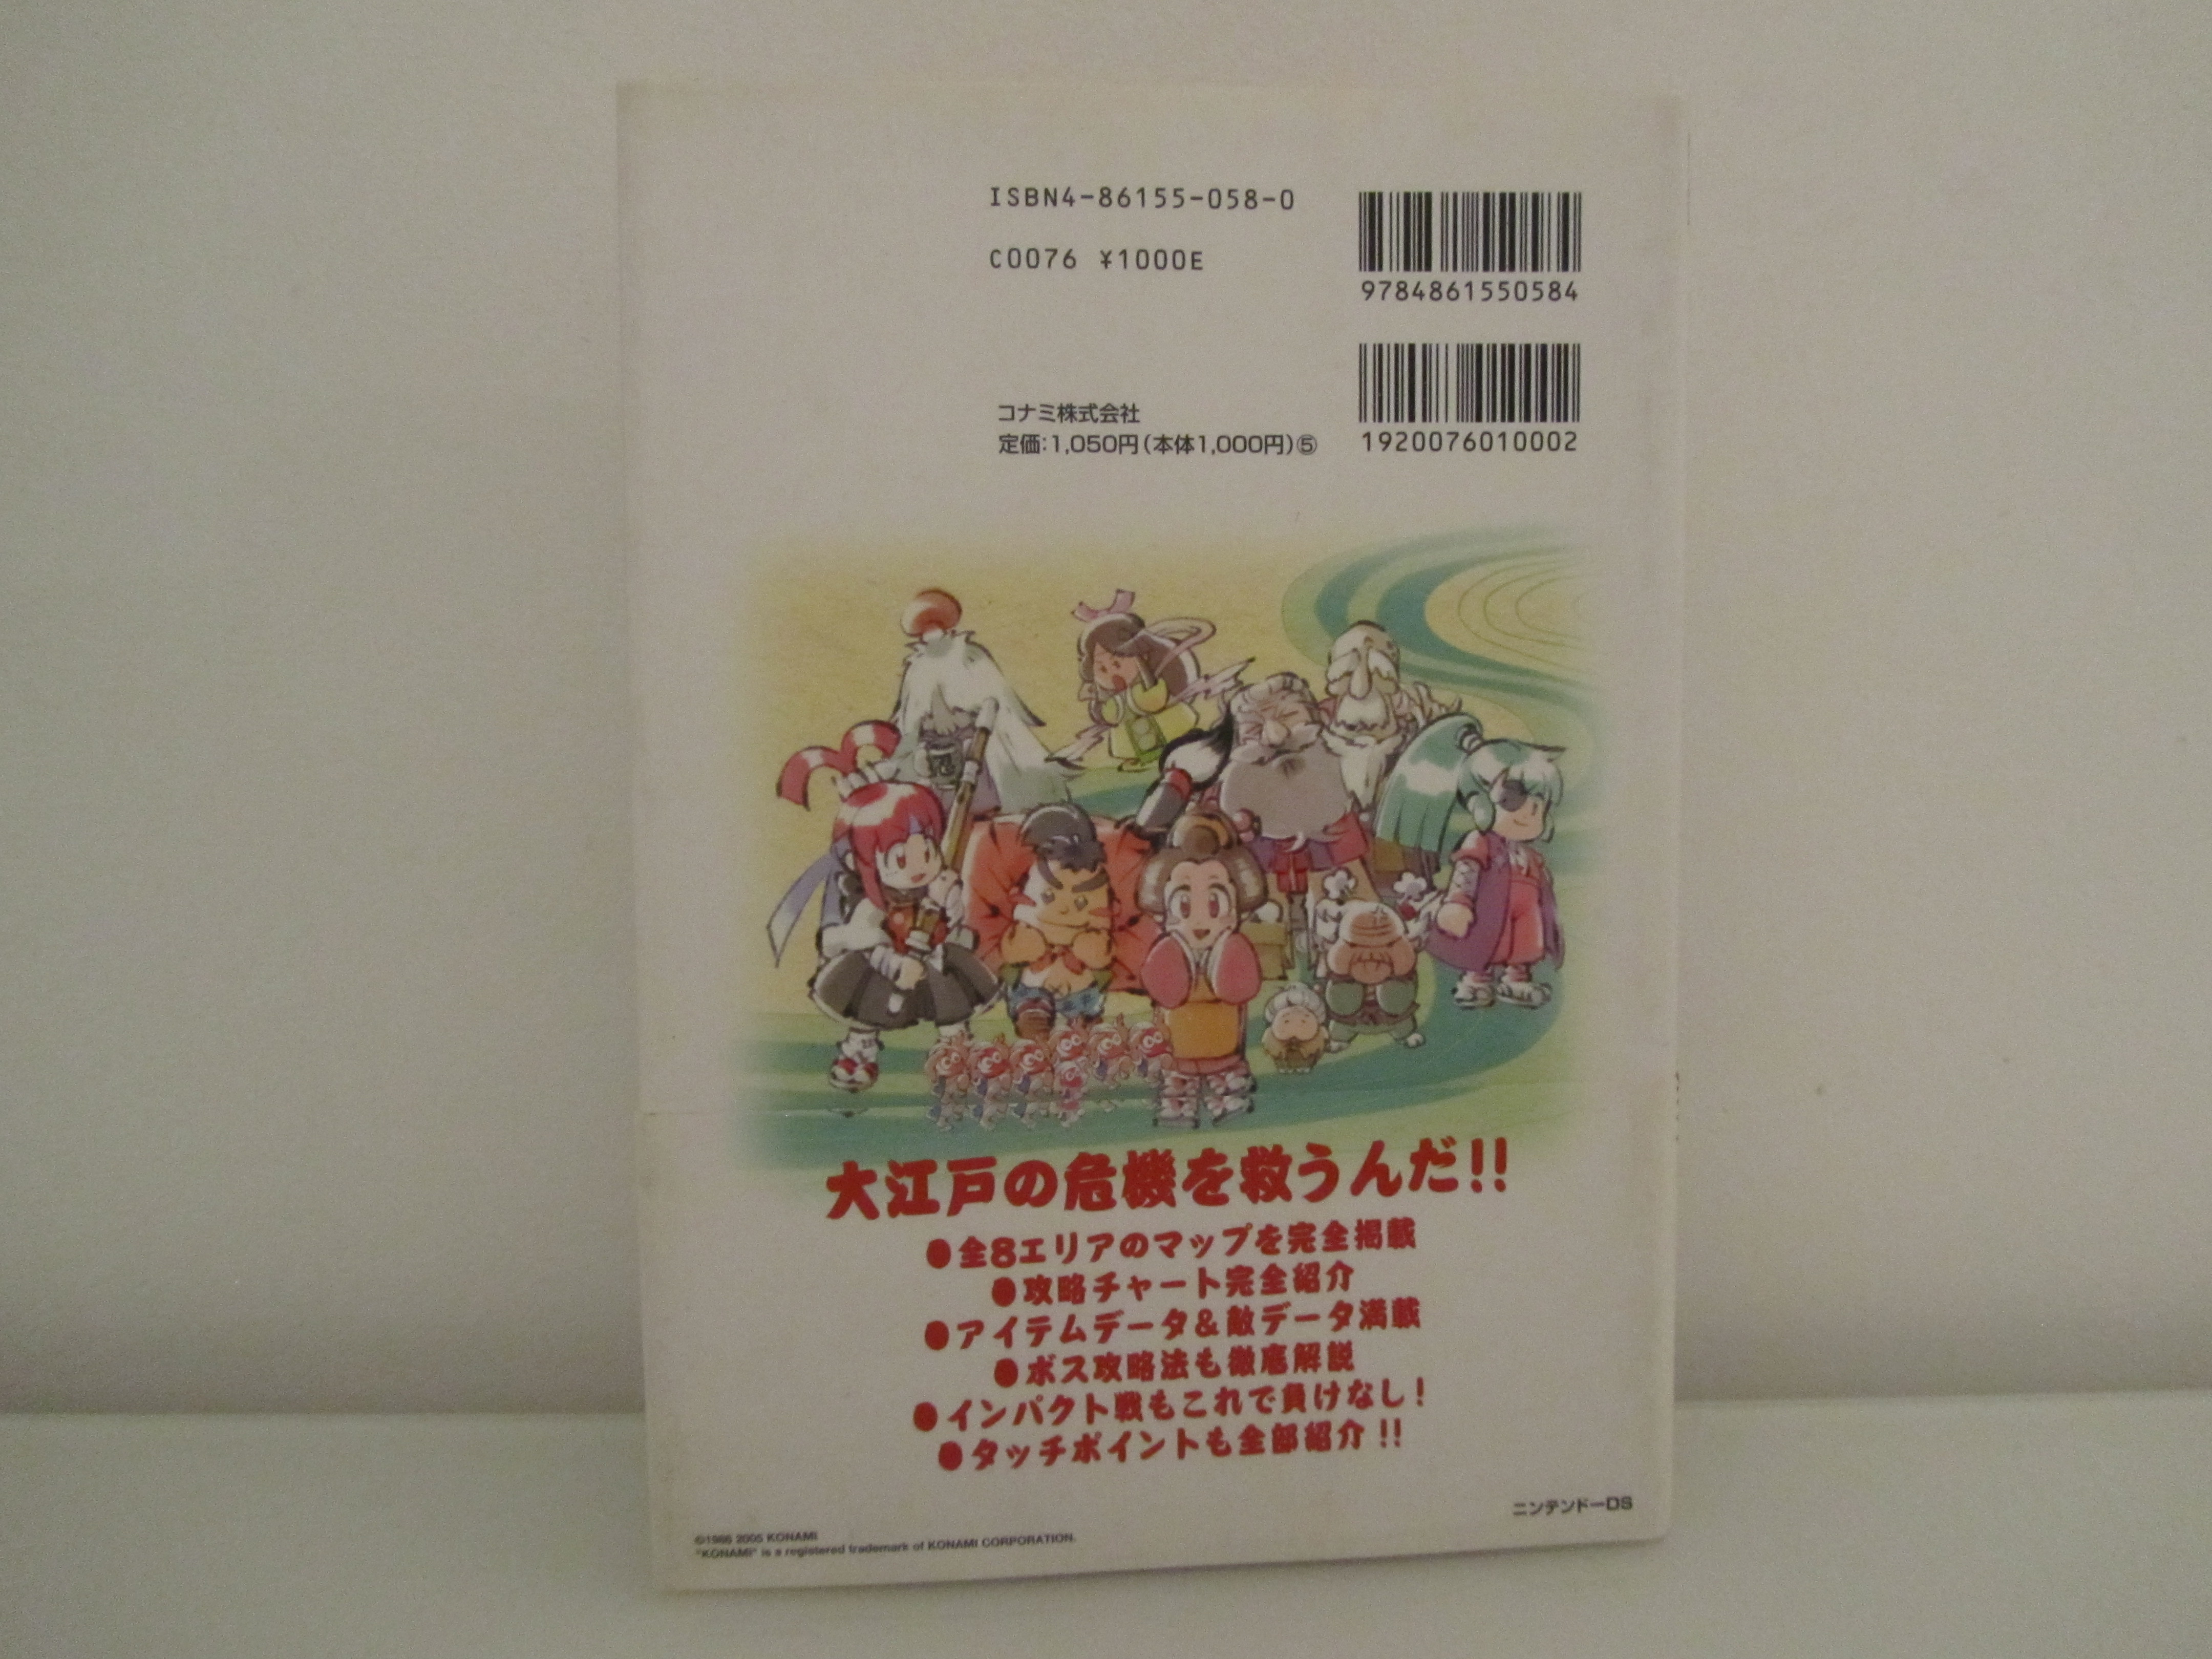 ISBN4-86155-058-0
C0076 ¥1000E
9784861550584
コナミ株式会社
定価:1,050円(本体1,000円)⑤
1920076010002
大江戸の危機を救うんだ!!
●全8エリアのマップを完全掲載
●攻略チャート完全紹介
●アイテムデータ&敵データ満載
●ボス攻略法も徹底解説
●インパクト戦もこれで負けなし!
●タッチポイントも全部紹介!!
ニンテンドーDS
©1986 2005 KONAMI
"KONAMI" is a registered trademark of KONAMI CORPORATION.